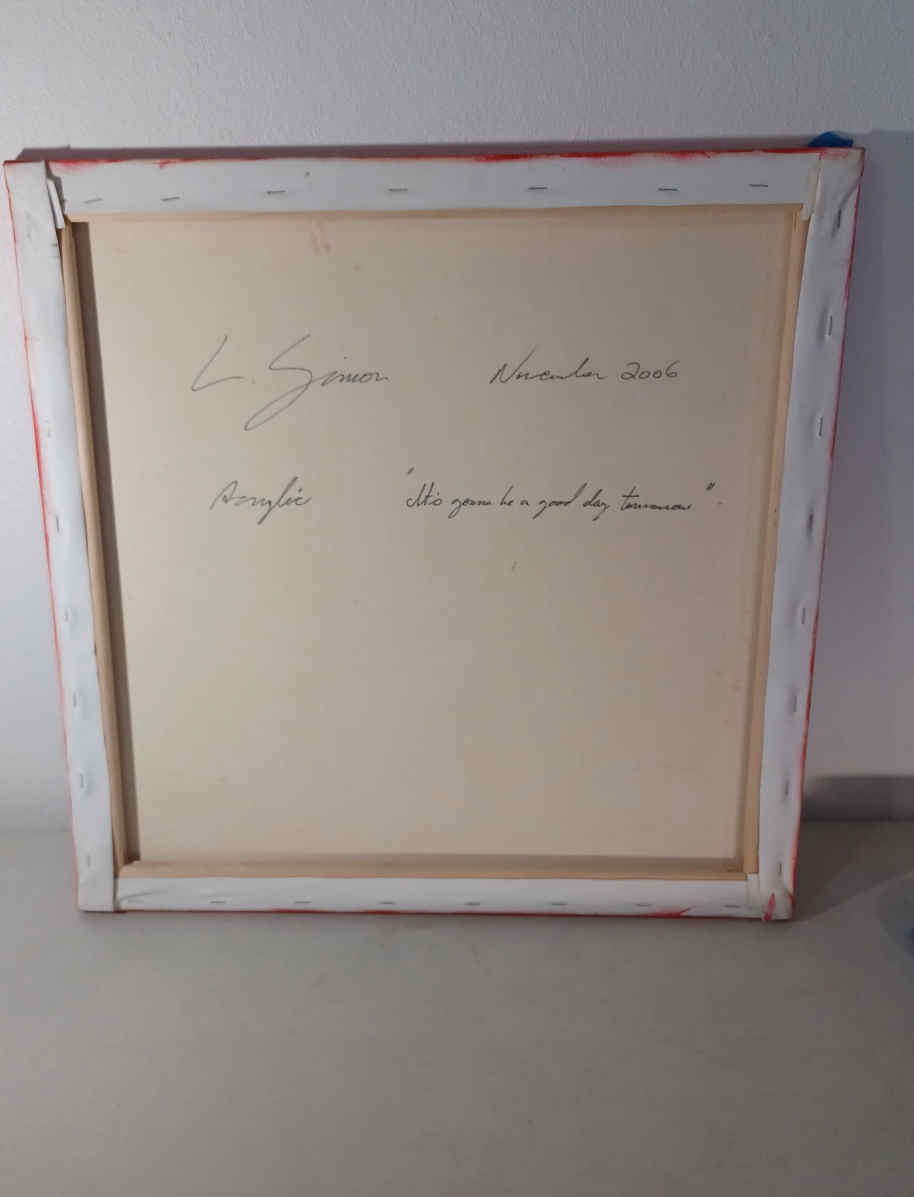 L. Simon November 2006
Acrylic "It's gonna be a good day tomorrow".